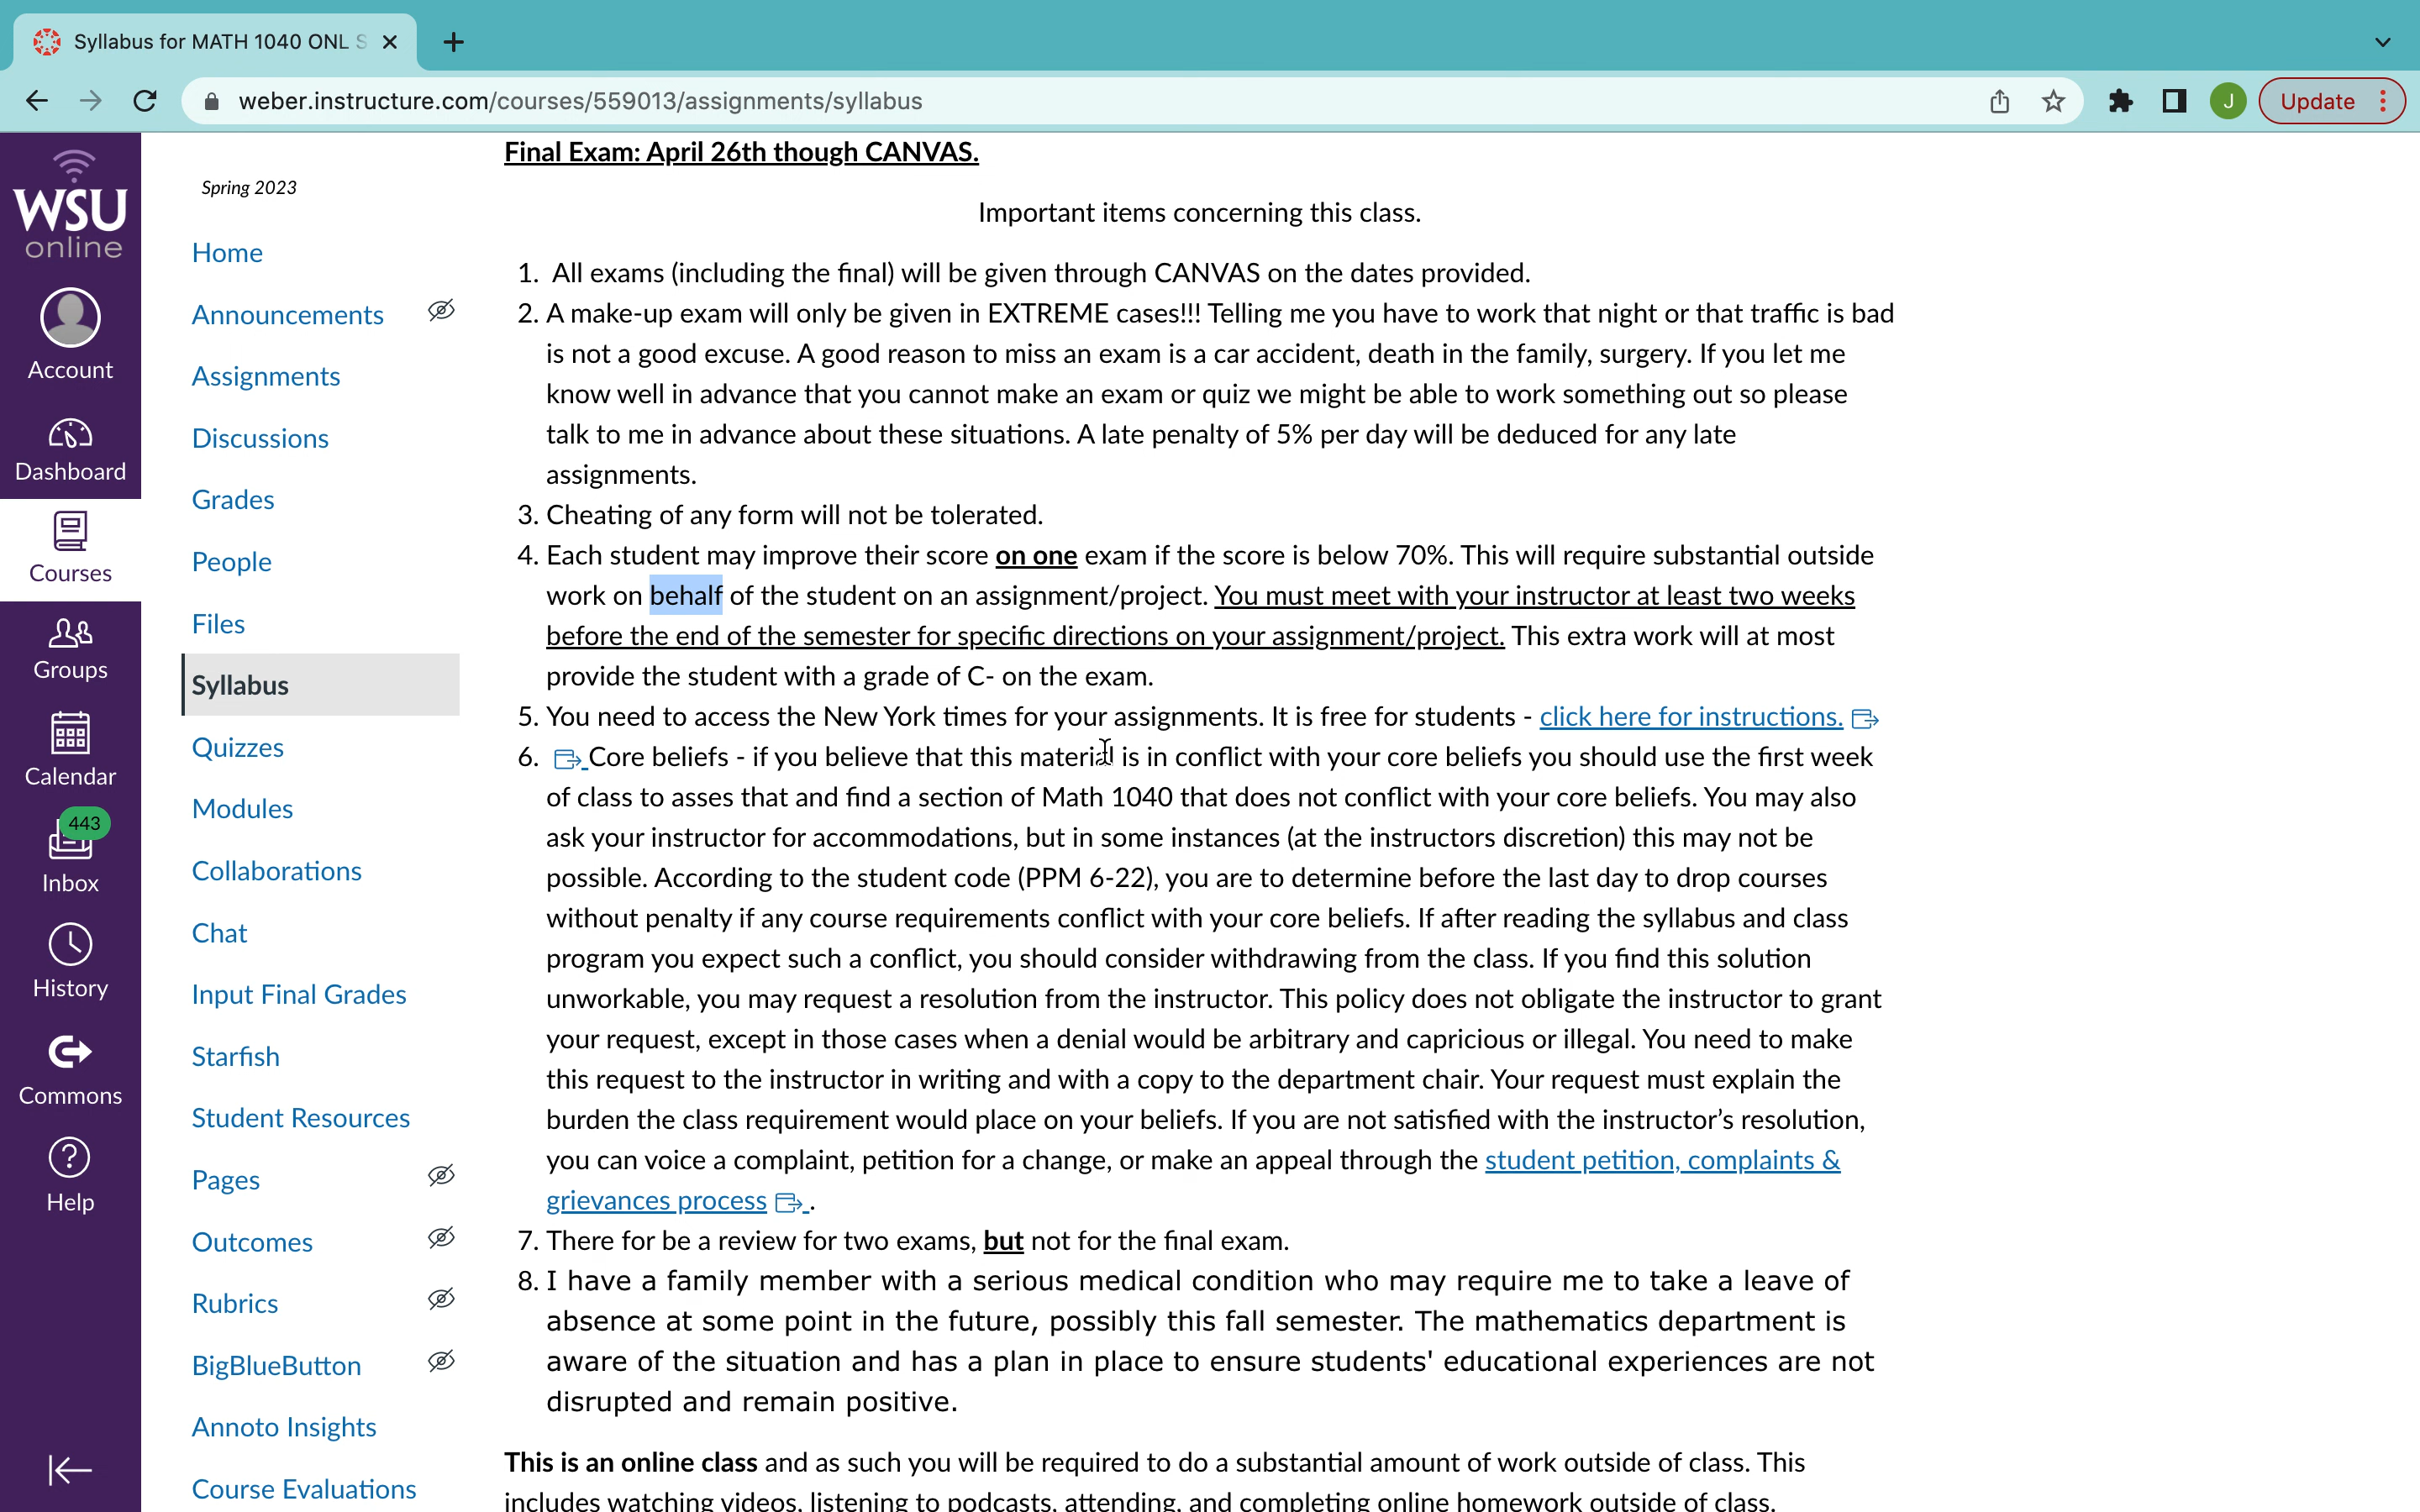 Syllabus for MATH 1040 ONL S
weber.instructure.com/courses/559013/assignments/syllabus
J
Update
WSU
online
Account
Dashboard
Courses
Groups
Calendar
443
Inbox
History
Commons
Help
Spring 2023
Home
Announcements
Assignments
Discussions
Grades
People
Files
Syllabus
Quizzes
Modules
Collaborations
Chat
Input Final Grades
Starfish
Student Resources
Pages
Outcomes
Rubrics
BigBlueButton
Annoto Insights
Course Evaluations
Final Exam: April 26th though CANVAS.
Important items concerning this class.
1. All exams (including the final) will be given through CANVAS on the dates provided.
2. A make-up exam will only be given in EXTREME cases!!! Telling me you have to work that night or that traffic is bad
is not a good excuse. A good reason to miss an exam is a car accident, death in the family, surgery. If you let me
know well in advance that you cannot make an exam or quiz we might be able to work something out so please
talk to me in advance about these situations. A late penalty of 5% per day will be deduced for any late
assignments.
3. Cheating of any form will not be tolerated.
4. Each student may improve their score on one exam if the score is below 70%. This will require substantial outside
work on behalf of the student on an assignment/project. You must meet with your instructor at least two weeks
before the end of the semester for specific directions on your assignment/project. This extra work will at most
provide the student with a grade of C- on the exam.
5. You need to access the New York times for your assignments. It is free for students - click here for instructions.
6. Core beliefs - if you believe that this material is in conflict with your core beliefs you should use the first week
of class to asses that and find a section of Math 1040 that does not conflict with your core beliefs. You may also
ask your instructor for accommodations, but in some instances (at the instructors discretion) this may not be
possible. According to the student code (PPM 6-22), you are to determine before the last day to drop courses
without penalty if any course requirements conflict with your core beliefs. If after reading the syllabus and class
program you expect such a conflict, you should consider withdrawing from the class. If you find this solution
unworkable, you may request a resolution from the instructor. This policy does not obligate the instructor to grant
your request, except in those cases when a denial would be arbitrary and capricious or illegal. You need to make
this request to the instructor in writing and with a copy to the department chair. Your request must explain the
burden the class requirement would place on your beliefs. If you are not satisfied with the instructor’s resolution,
you can voice a complaint, petition for a change, or make an appeal through the student petition, complaints &
grievances process .
7. There for be a review for two exams, but not for the final exam.
8. I have a family member with a serious medical condition who may require me to take a leave of
absence at some point in the future, possibly this fall semester. The mathematics department is
aware of the situation and has a plan in place to ensure students' educational experiences are not
disrupted and remain positive.
This is an online class and as such you will be required to do a substantial amount of work outside of class. This
includes watching videos, listening to podcasts, attending, and completing online homework outside of class.